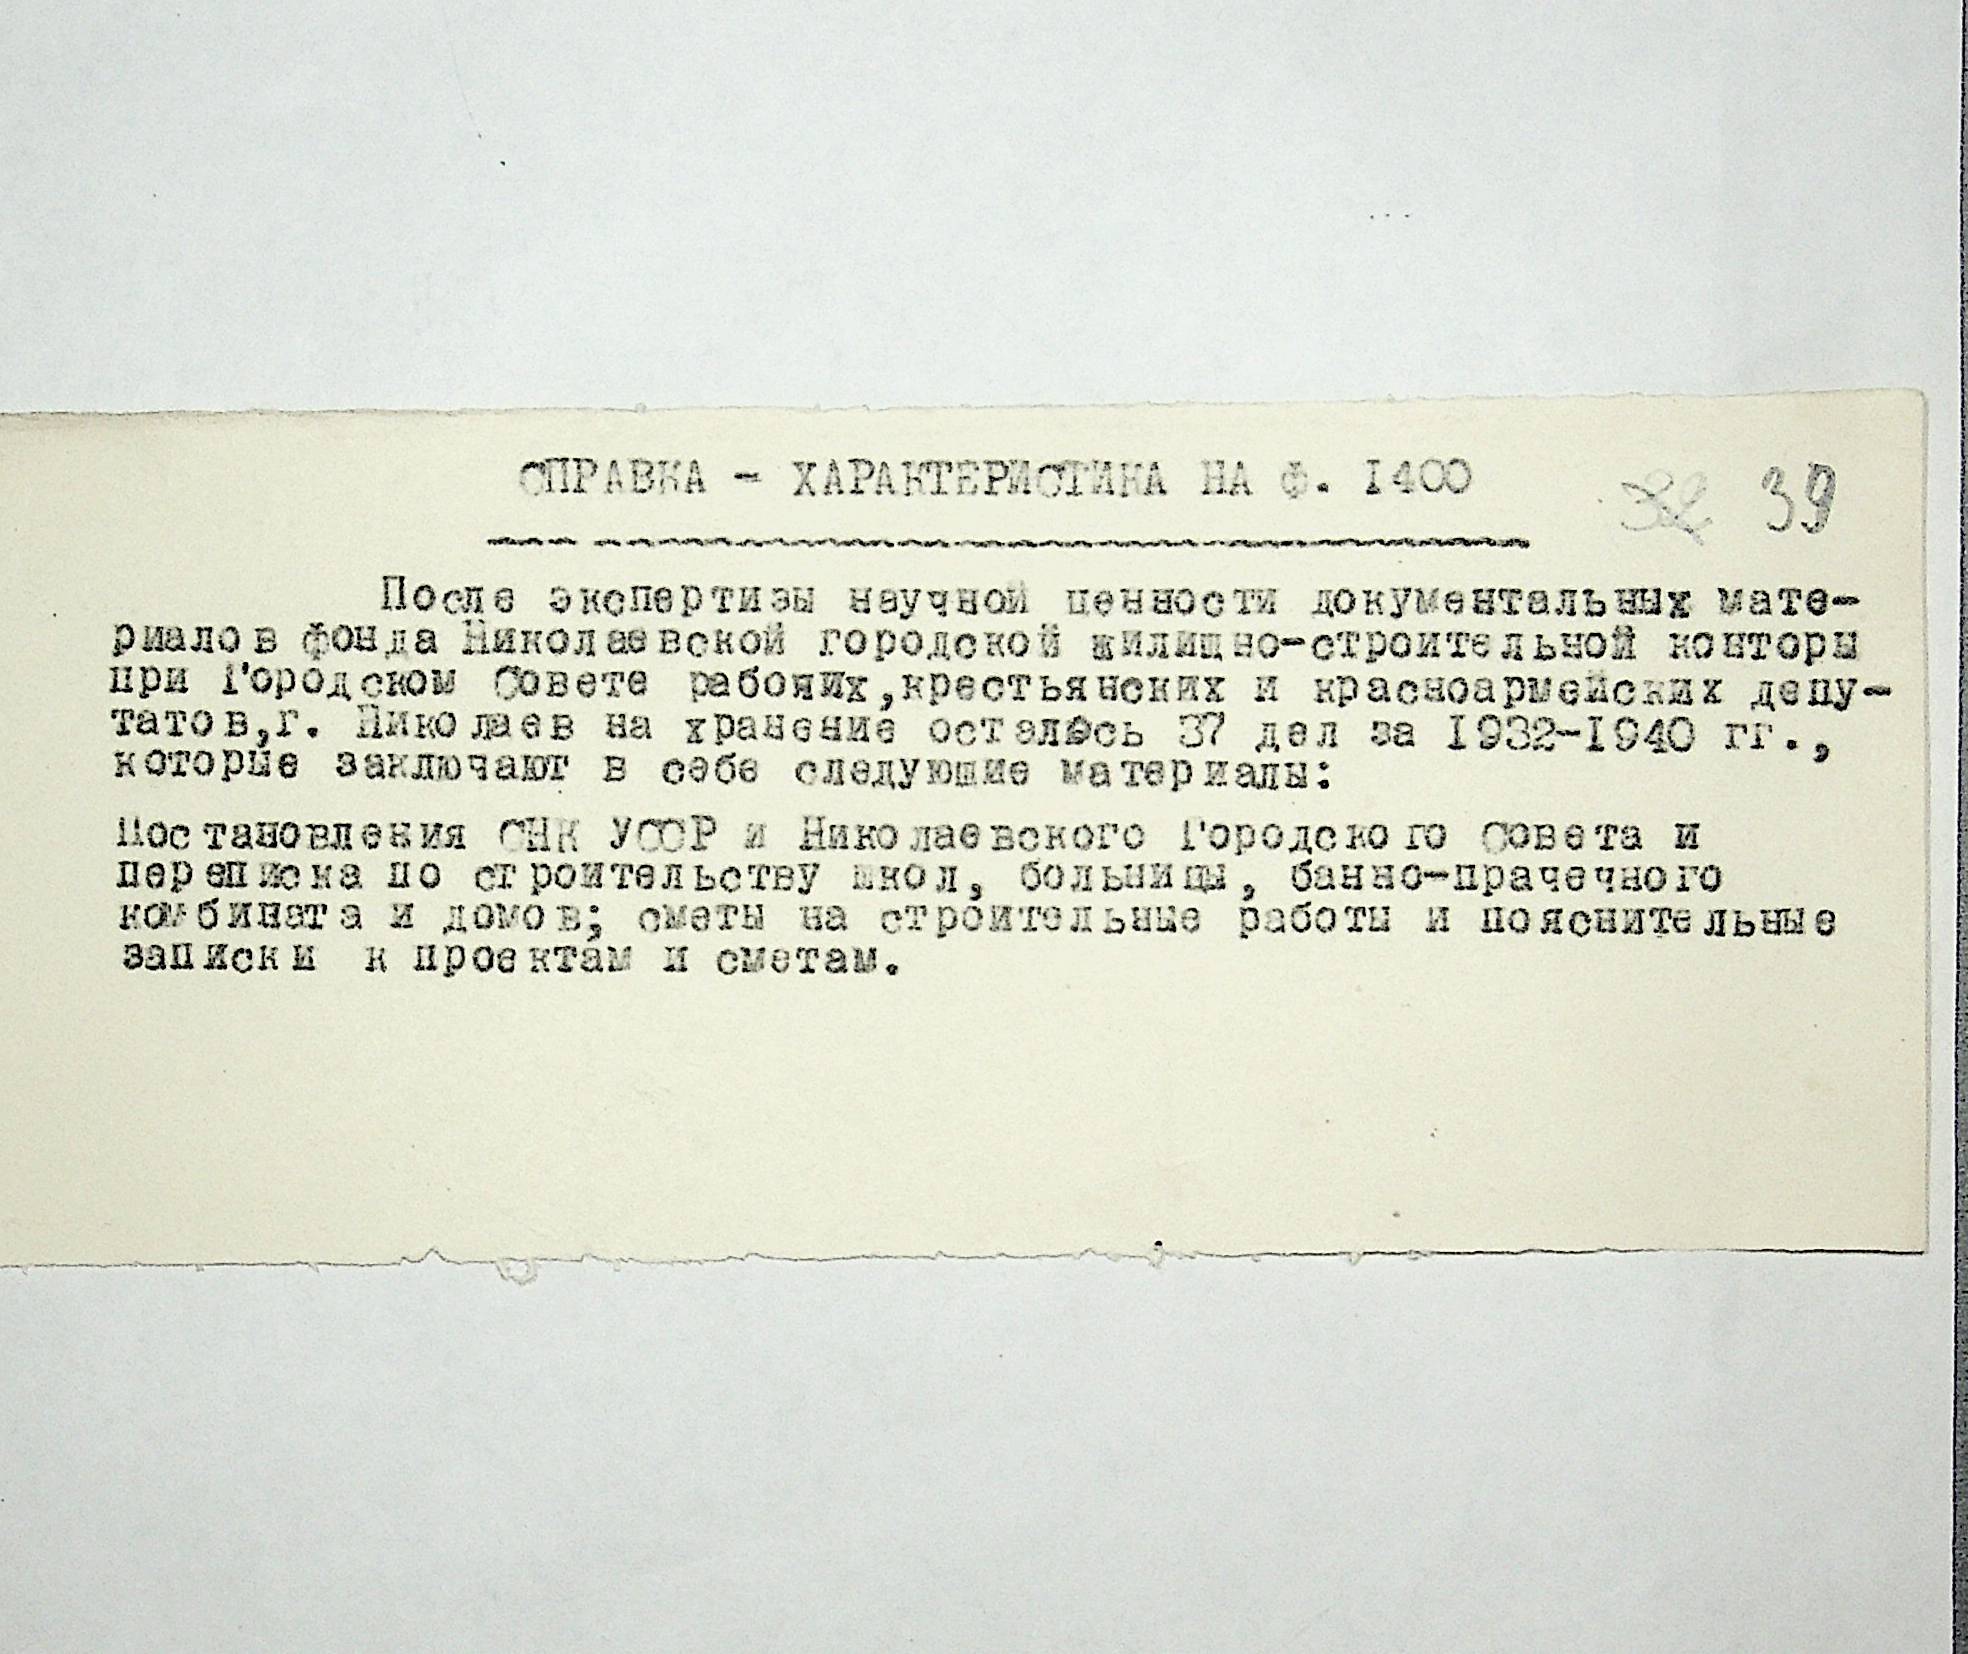 СПРАВКА - ХАРАКТЕРИСТИКА НА Ф. 1400
39
После экспертизы научной ценности документальных мате-
риалов фонда Николаевской городской жилищно-строительной конторы
при Городском Совете рабочих,крестьянских и красноармейских депу-
татов,г. Николаев на хранение осталось 37 дел за 1932-1940 гг.,
которые заключают в себе следующие материалы:
Постановления СНК УССР и Николаевского Городского Совета и
переписка по строительству школ, больницы, банно-прачечного
комбината и домов; сметы на строительные работы и пояснительные
записки к проектам и сметам.